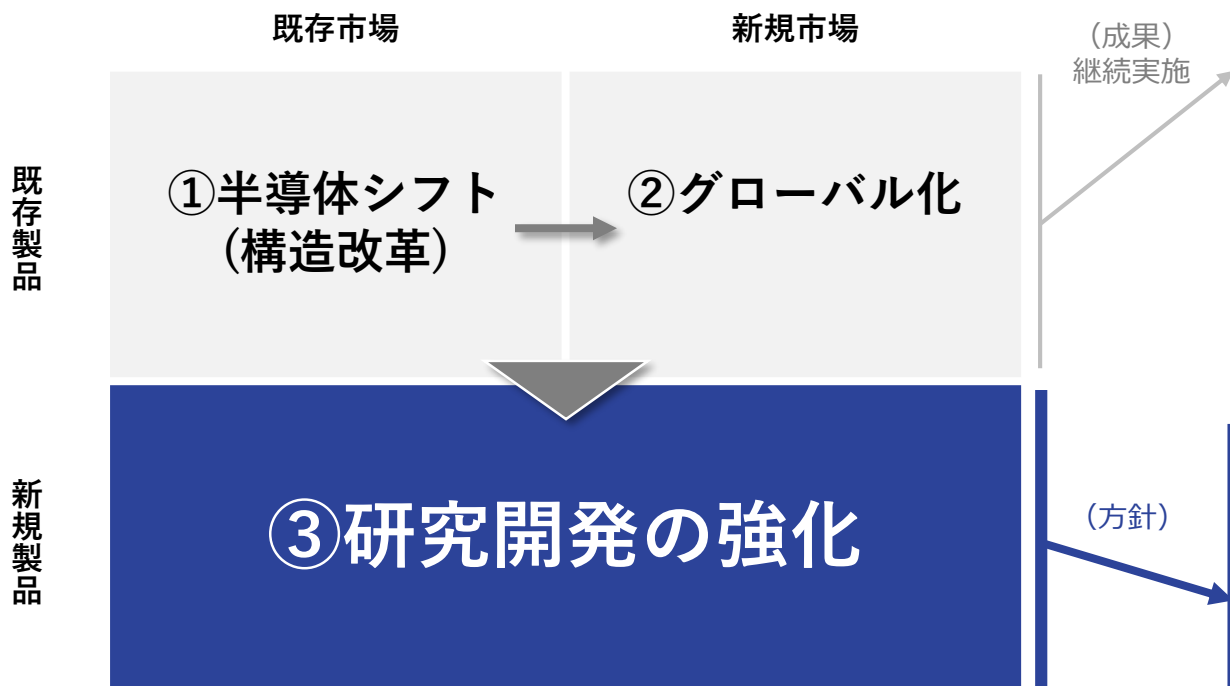 既存市場
新規市場
（成果）
継続実施
既存製品
①半導体シフト
(構造改革)
②グローバル化
新規製品
③研究開発の強化
（方針）